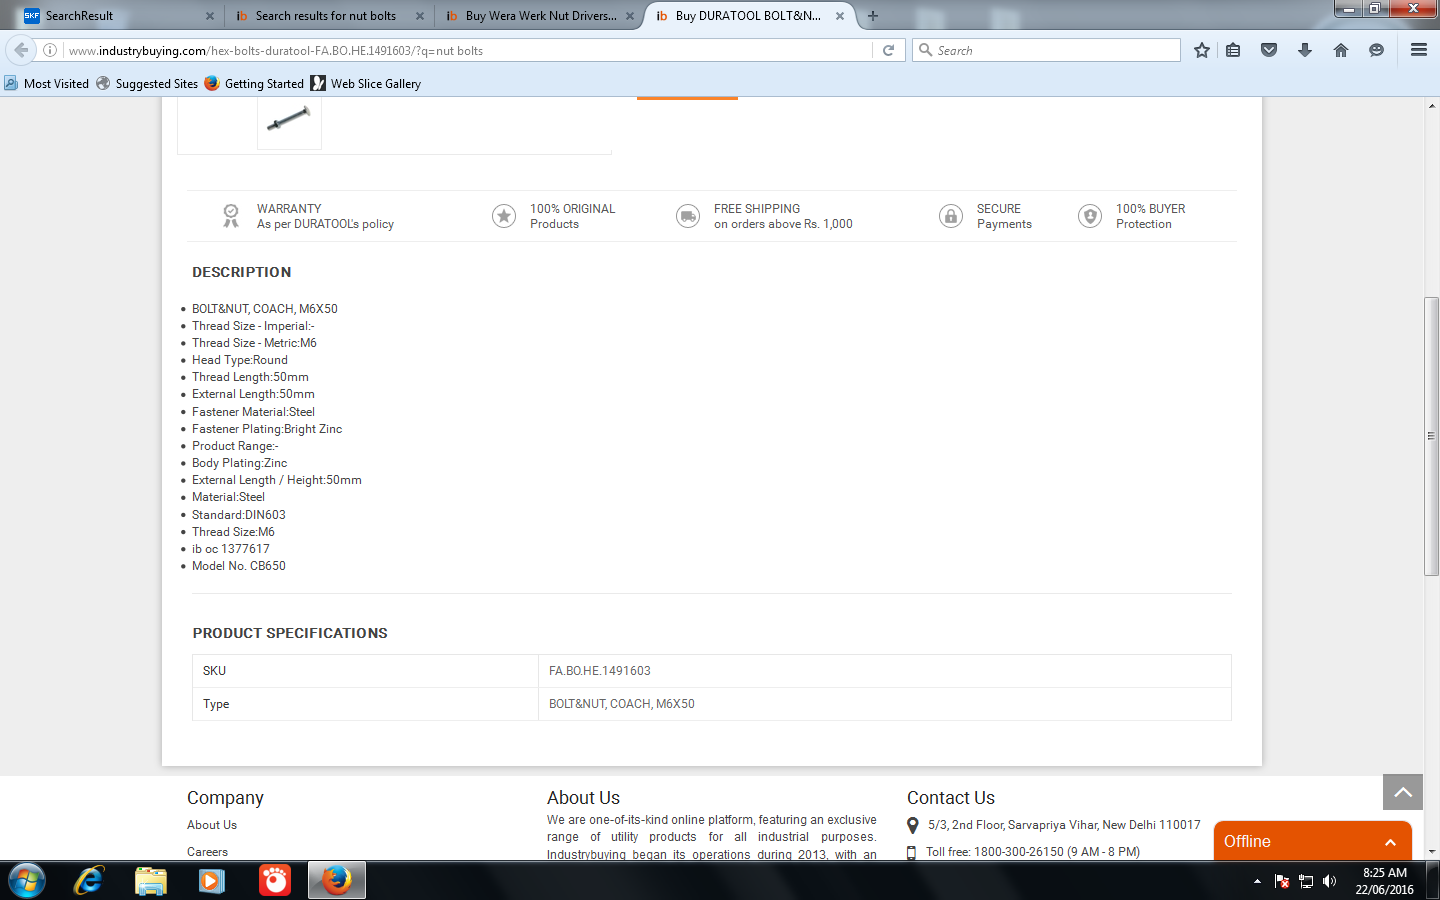 SKF SearchResult
ib Search results for nut bolts
ib Buy Wera Werk Nut Drivers...
ib Buy DURATOOL BOLT&N...
www.industrybuying.com/hex-bolts-duratool-FA.BO.HE.1491603/?q=nut bolts
Search
Most Visited
Suggested Sites
Getting Started
Web Slice Gallery
WARRANTY
As per DURATOOL's policy
100% ORIGINAL
Products
FREE SHIPPING
on orders above Rs. 1,000
SECURE
Payments
100% BUYER
Protection
DESCRIPTION
BOLT&NUT, COACH, M6X50
Thread Size - Imperial:-
Thread Size - Metric:M6
Head Type:Round
Thread Length:50mm
External Length:50mm
Fastener Material:Steel
Fastener Plating:Bright Zinc
Product Range:-
Body Plating:Zinc
External Length / Height:50mm
Material:Steel
Standard:DIN603
Thread Size:M6
ib oc 1377617
Model No. CB650
PRODUCT SPECIFICATIONS
SKU FA.BO.HE.1491603
Type BOLT&NUT, COACH, M6X50
Company
About Us
Careers
About Us
We are one-of-its-kind online platform, featuring an exclusive
range of utility products for all industrial purposes.
Industrybuying began its operations during 2013, with an
Contact Us
5/3, 2nd Floor, Sarvapriya Vihar, New Delhi 110017
Toll free: 1800-300-26150 (9 AM - 8 PM)
Offline
8:25 AM
22/06/2016